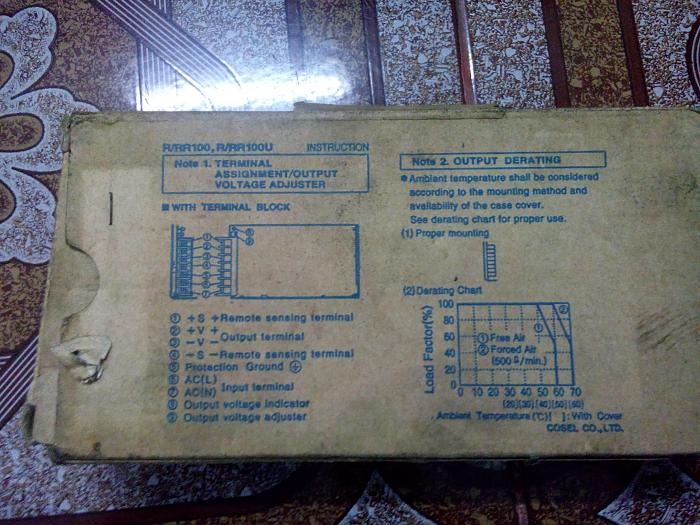 R/RR100, R/RR100U INSTRUCTION
Note 1. TERMINAL
ASSIGNMENT/OUTPUT
VOLTAGE ADJUSTER
■ WITH TERMINAL BLOCK
① +S +Remote sensing terminal
② +V +
③ -V - Output terminal
④ -S -Remote sensing terminal
⑤ Protection Ground
⑥ AC(L)
⑦ AC(N) Input terminal
⑧ Output voltage indicator
⑨ Output voltage adjuster
Note 2. OUTPUT DERATING
● Ambient temperature shall be considered
according to the mounting method and
availability of the case cover.
See derating chart for proper use.
(1) Proper mounting
(2) Derating Chart
Load Factor(%)
100
80
60
40
20
0
① ②
① Free Air
② Forced Air
(500 ℓ/min.)
0 10 20 30 40 50 60 70
(20)(30)(40)(50)(60)
Ambient Temperature (℃)( ): With Cover
COSEL CO.,LTD.